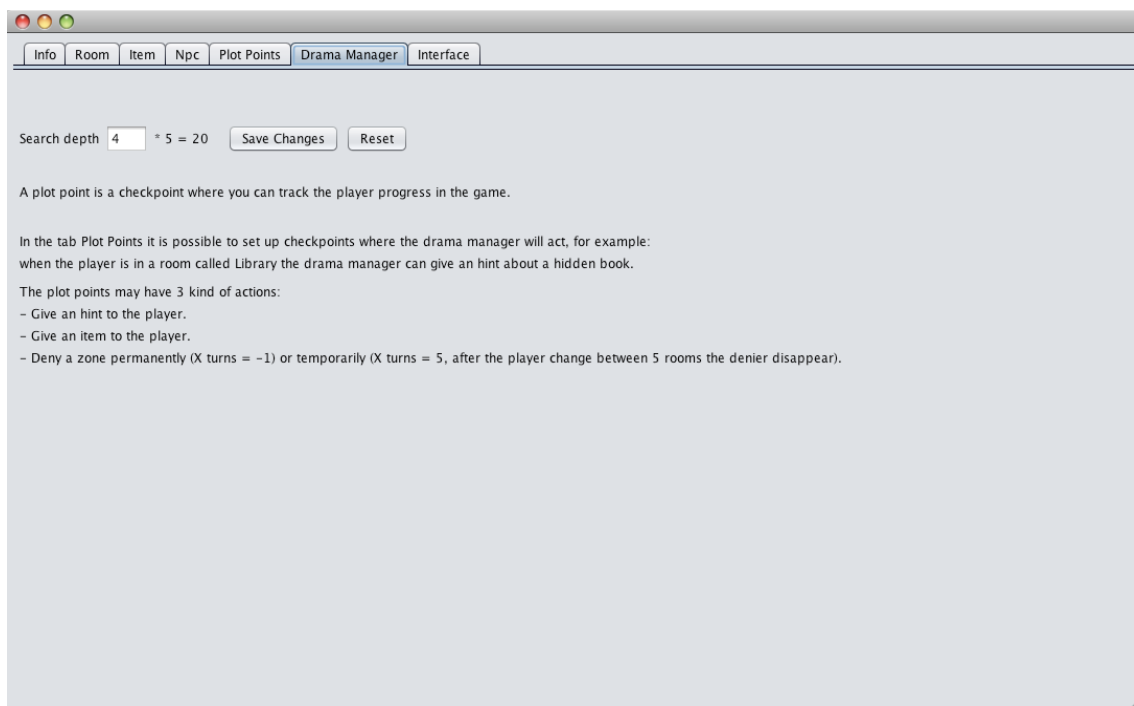 Info Room Item Npc Plot Points Drama Manager Interface
Search depth 4 * 5 = 20 Save Changes Reset
A plot point is a checkpoint where you can track the player progress in the game.
In the tab Plot Points it is possible to set up checkpoints where the drama manager will act, for example:
when the player is in a room called Library the drama manager can give an hint about a hidden book.
The plot points may have 3 kind of actions:
- Give an hint to the player.
- Give an item to the player.
- Deny a zone permanently (X turns = -1) or temporarily (X turns = 5, after the player change between 5 rooms the denier disappear).